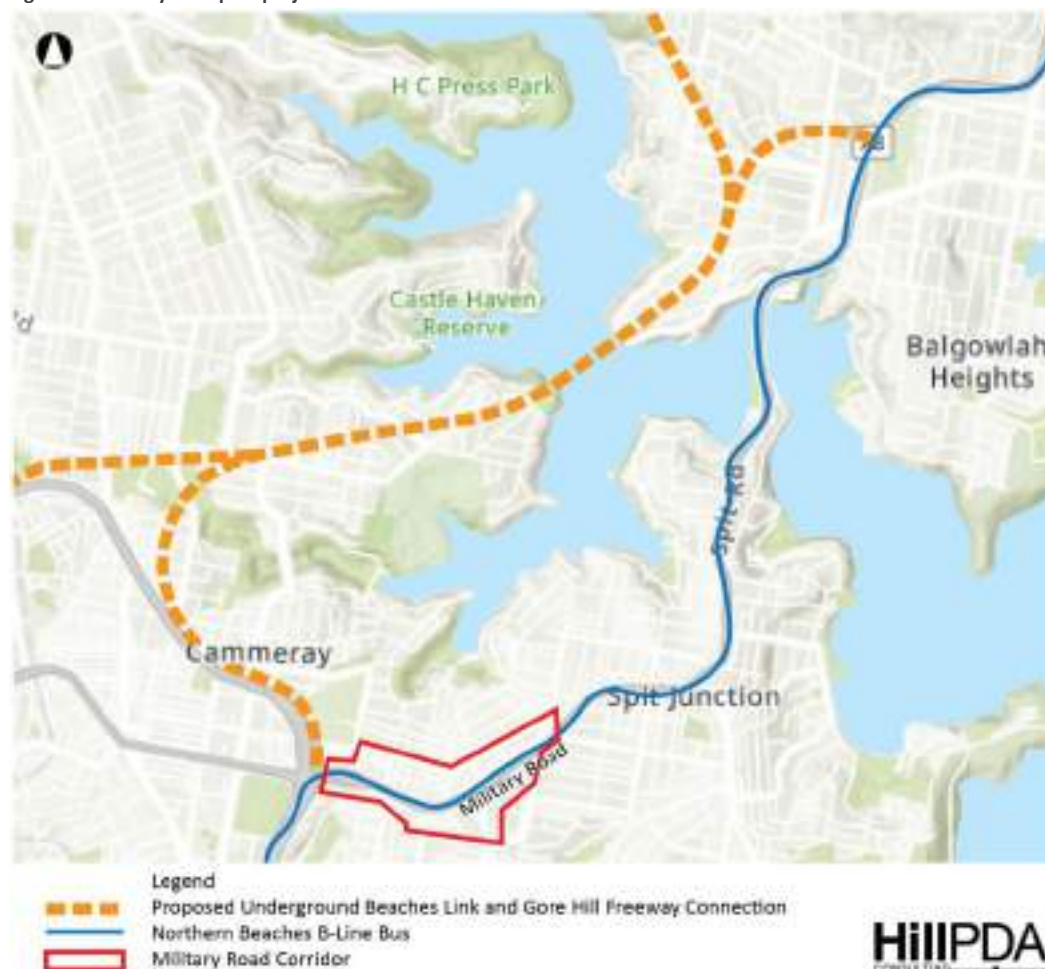 H C Press Park
Castle Haven
Reserve
Balgowlah
Heights
Spit Rd
Cammeray
Spit Junction
Military Road
Legend
Proposed Underground Beaches Link and Gore Hill Freeway Connection
Northern Beaches B-Line Bus
Military Road Corridor
HillPDA